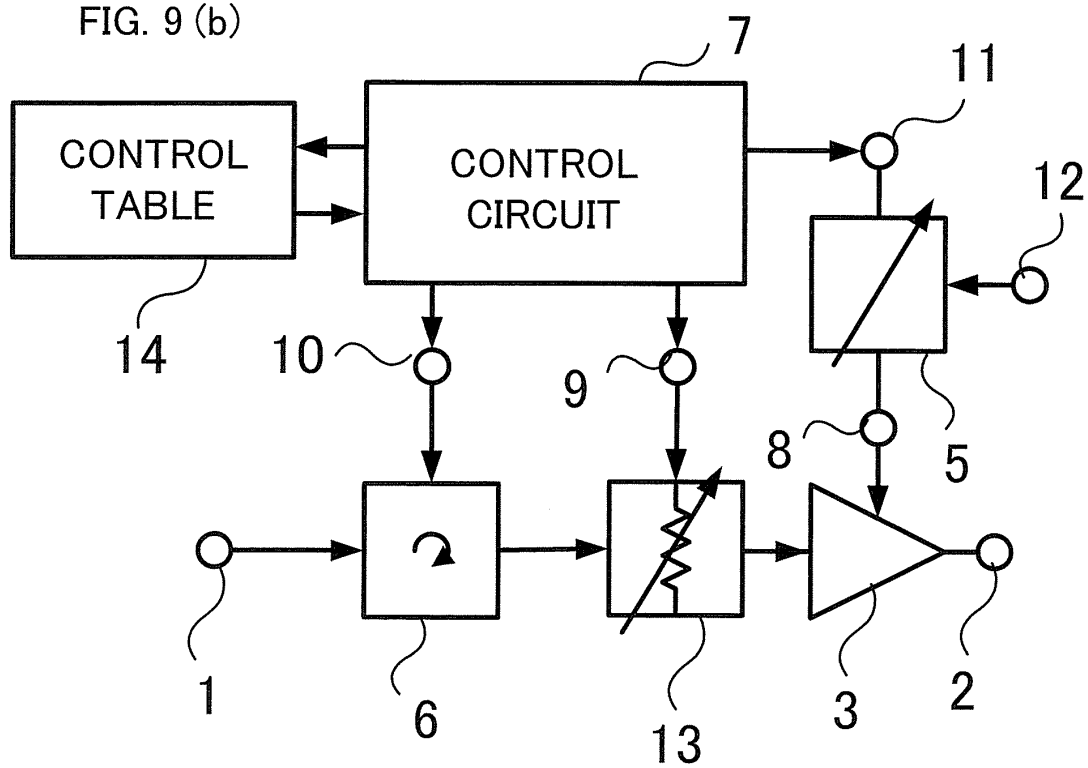 FIG. 9 (b)
7
11
CONTROL
TABLE
CONTROL
CIRCUIT
12
14
10
9
8
5
1
6
13
3
2